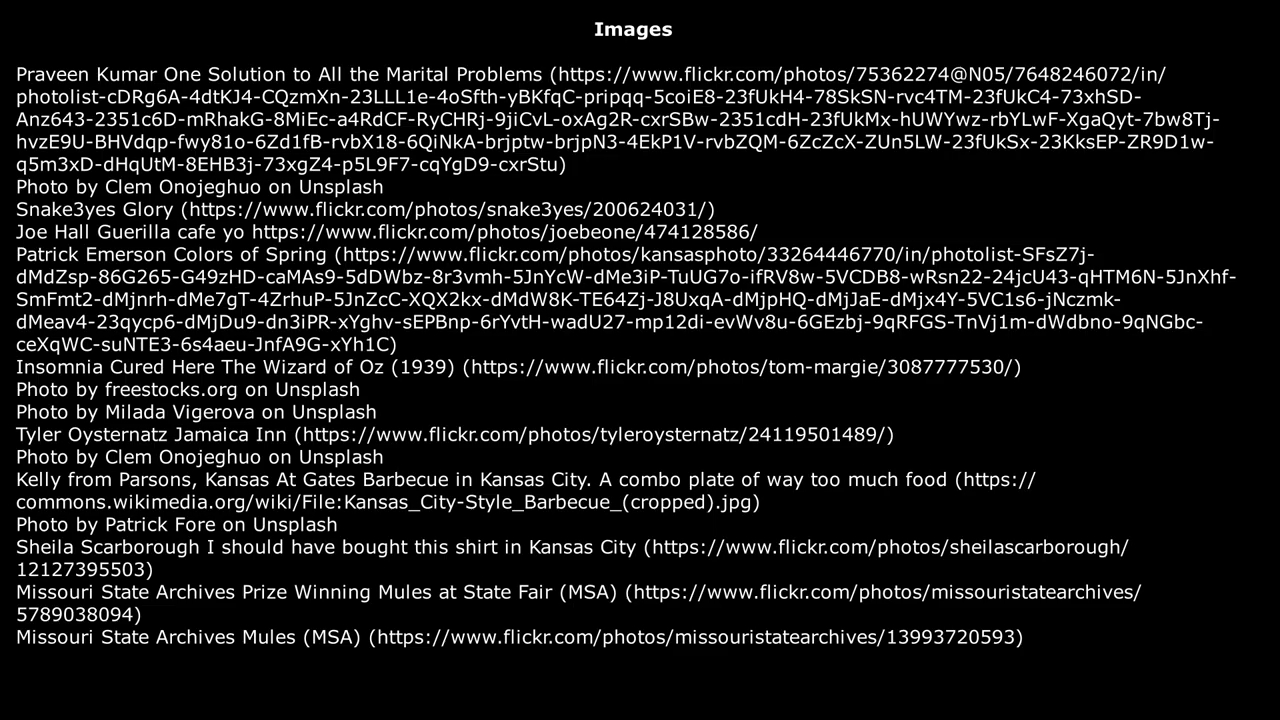 Images
Praveen Kumar One Solution to All the Marital Problems (https://www.flickr.com/photos/75362274@N05/7648246072/in/
photolist-cDRg6A-4dtKJ4-CQzmXn-23LLL1e-4oSfth-yBKfqC-pripqq-5coiE8-23fUkH4-78SkSN-rvc4TM-23fUkC4-73xhSD-
Anz643-2351c6D-mRhakG-8MiEc-a4RdCF-RyCHRj-9jiCvL-oxAg2R-cxrSBw-2351cdH-23fUkMx-hUWYwz-rbYLwF-XgaQyt-7bw8Tj-
hvzE9U-BHVdqp-fwy81o-6Zd1fB-rvbX18-6QiNkA-brjptw-brjpN3-4EkP1V-rvbZQM-6ZcZcX-ZUn5LW-23fUkSx-23KksEP-ZR9D1w-
q5m3xD-dHqUtM-8EHB3j-73xgZ4-p5L9F7-cqYgD9-cxrStu)
Photo by Clem Onojeghuo on Unsplash
Snake3yes Glory (https://www.flickr.com/photos/snake3yes/200624031/)
Joe Hall Guerilla cafe yo https://www.flickr.com/photos/joebeone/474128586/
Patrick Emerson Colors of Spring (https://www.flickr.com/photos/kansasphoto/33264446770/in/photolist-SFsZ7j-
dMdZsp-86G265-G49zHD-caMAs9-5dDWbz-8r3vmh-5JnYcW-dMe3iP-TuUG7o-ifRV8w-5VCDB8-wRsn22-24jcU43-qHTM6N-5JnXhf-
SmFmt2-dMjnrh-dMe7gT-4ZrhuP-5JnZcC-XQX2kx-dMdW8K-TE64Zj-J8UxqA-dMjpHQ-dMjJaE-dMjx4Y-5VC1s6-jNczmk-
dMeav4-23qycp6-dMjDu9-dn3iPR-xYghv-sEPBnp-6rYvtH-wadU27-mp12di-evWv8u-6GEzbj-9qRFGS-TnVj1m-dWdbno-9qNGbc-
ceXqWC-suNTE3-6s4aeu-JnfA9G-xYh1C)
Insomnia Cured Here The Wizard of Oz (1939) (https://www.flickr.com/photos/tom-margie/3087777530/)
Photo by freestocks.org on Unsplash
Photo by Milada Vigerova on Unsplash
Tyler Oysternatz Jamaica Inn (https://www.flickr.com/photos/tyleroysternatz/24119501489/)
Photo by Clem Onojeghuo on Unsplash
Kelly from Parsons, Kansas At Gates Barbecue in Kansas City. A combo plate of way too much food (https://
commons.wikimedia.org/wiki/File:Kansas_City-Style_Barbecue_(cropped).jpg)
Photo by Patrick Fore on Unsplash
Sheila Scarborough I should have bought this shirt in Kansas City (https://www.flickr.com/photos/sheilascarborough/
12127395503)
Missouri State Archives Prize Winning Mules at State Fair (MSA) (https://www.flickr.com/photos/missouristatearchives/
5789038094)
Missouri State Archives Mules (MSA) (https://www.flickr.com/photos/missouristatearchives/13993720593)